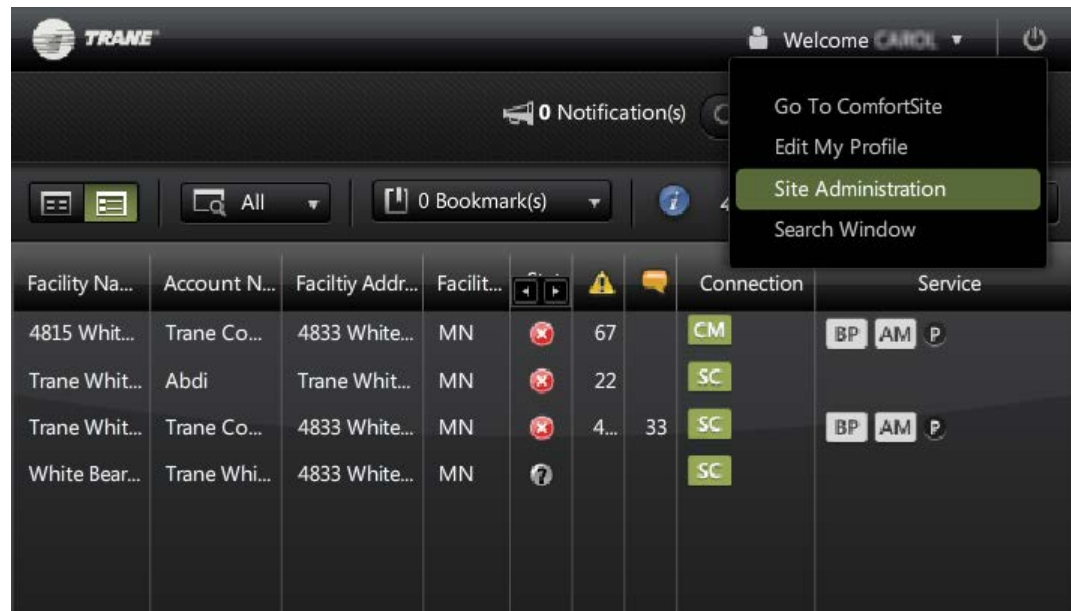 TRANE
Welcome
Go To ComfortSite
0 Notification(s)
Edit My Profile
Site Administration
All
0 Bookmark(s)
4
Search Window
Facility Na... Account N... Faciltiy Addr... Facilit... Connection Service
4815 Whit... Trane Co... 4833 White... MN 67 CM BP AM P
Trane Whit... Abdi Trane Whit... MN 22 SC
Trane Whit... Trane Co... 4833 White... MN 4... 33 SC BP AM P
White Bear... Trane Whi... 4833 White... MN SC